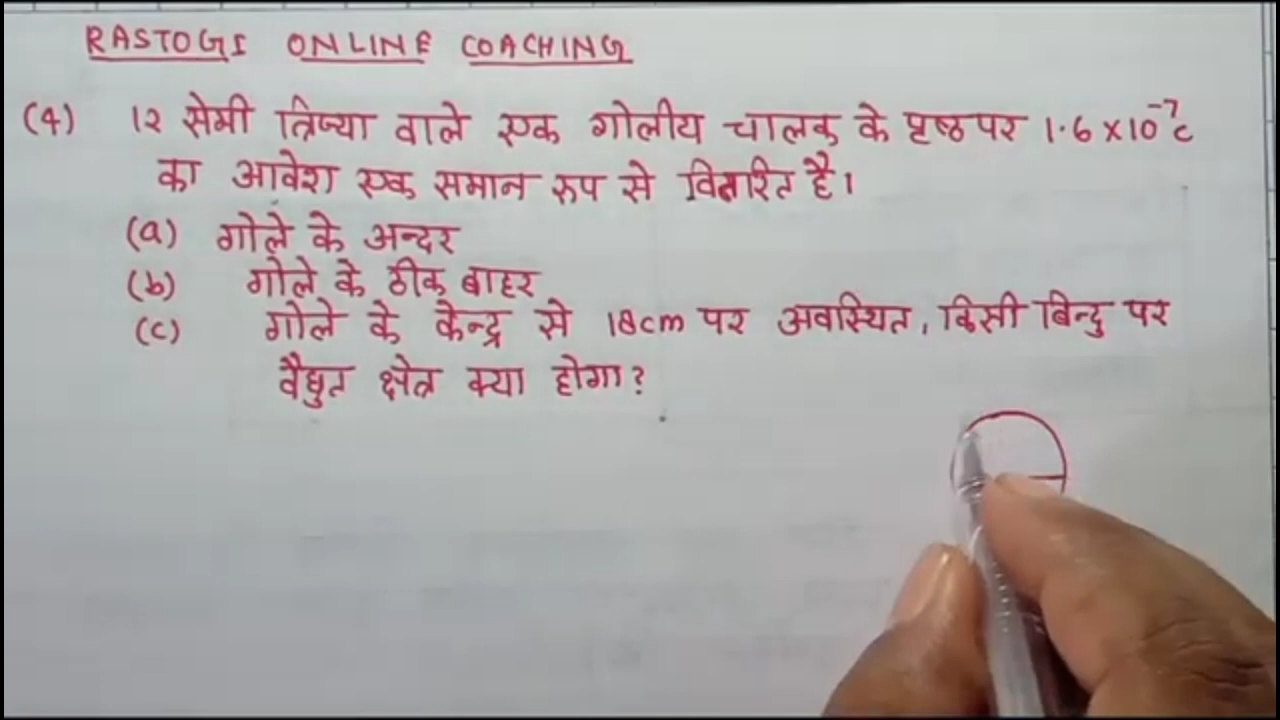 RASTOGI ONLINE COACHING
(4) 12 सेमी त्रिज्या वाले एक गोलीय चालक के पृष्ठ पर 1.6 × 10⁻⁷c
का आवेश एक समान रूप से वितरित है।
(a) गोले के अन्दर
(b) गोले के ठीक बाहर
(c) गोले के केन्द्र से 18cm पर अवस्थित, किसी बिन्दु पर
वैद्युत क्षेत्र क्या होगा?